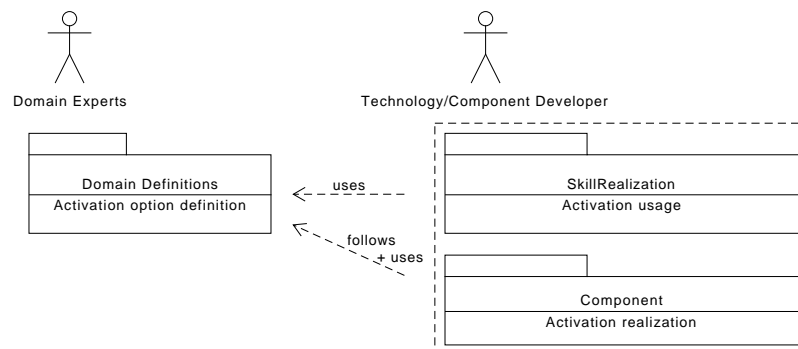 Domain Experts
Technology/Component Developer
Domain Definitions
Activation option definition
uses
follows
+ uses
SkillRealization
Activation usage
Component
Activation realization